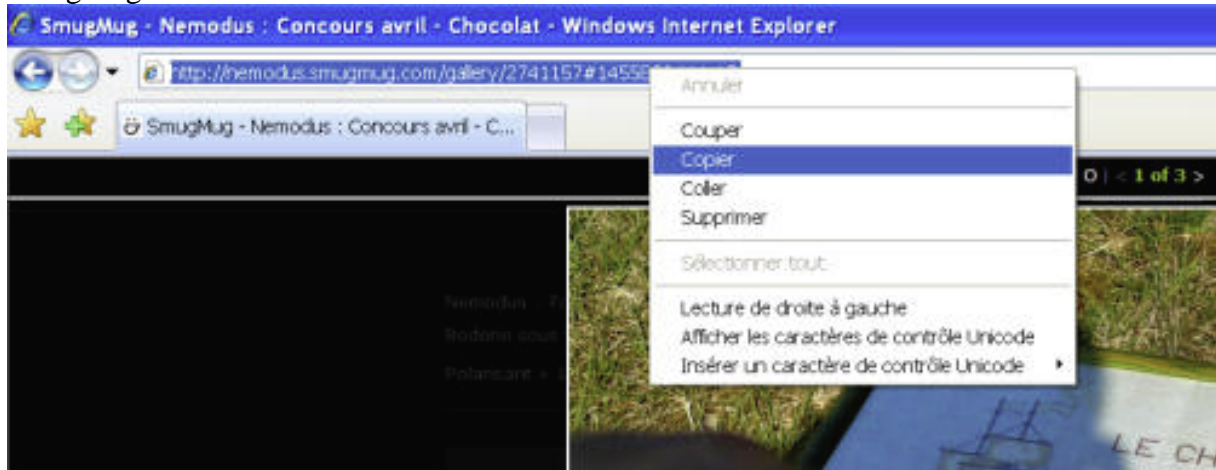 SmugMug - Nemodus : Concours avril - Chocolat - Windows Internet Explorer
http://nemodus.smugmug.com/gallery/2741157#1455
SmugMug - Nemodus : Concours avril - C...
Annuler
Couper
Copier
O | < 1 of 3 >
Coller
Supprimer
Sélectionner tout
Lecture de droite à gauche
Nemodus
Afficher les caractères de contrôle Unicode
Insérer un caractère de contrôle Unicode
LE CH